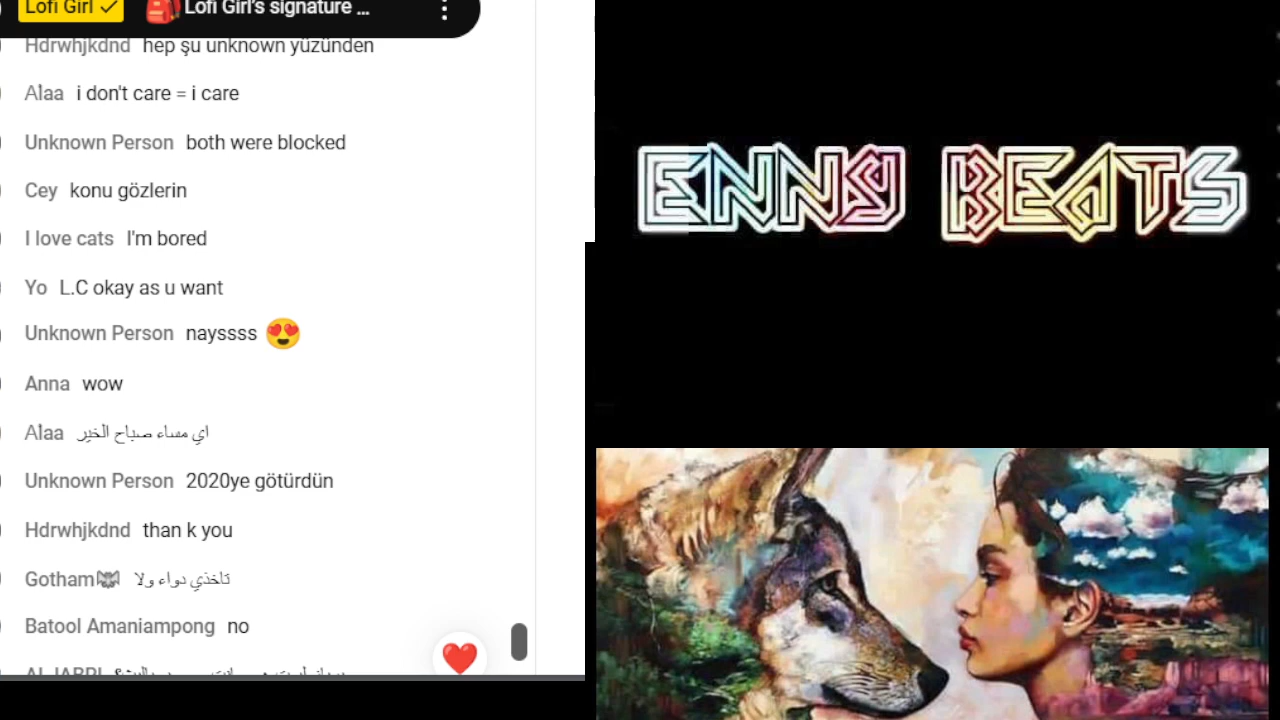 Lofi Girl Lofi Girl's signature ...
Hdrwhjkdnd hep şu unknown yüzünden
Alaa i don't care = i care
Unknown Person both were blocked
Cey konu gözlerin
I love cats I'm bored
Yo L.C okay as u want
Unknown Person nayssss 😍
Anna wow
Alaa اي مساء صباح الخير
Unknown Person 2020ye götürdün
Hdrwhjkdnd than k you
Gotham تاخذي دواء ولا
Batool Amaniampong no
ENNY BEATS